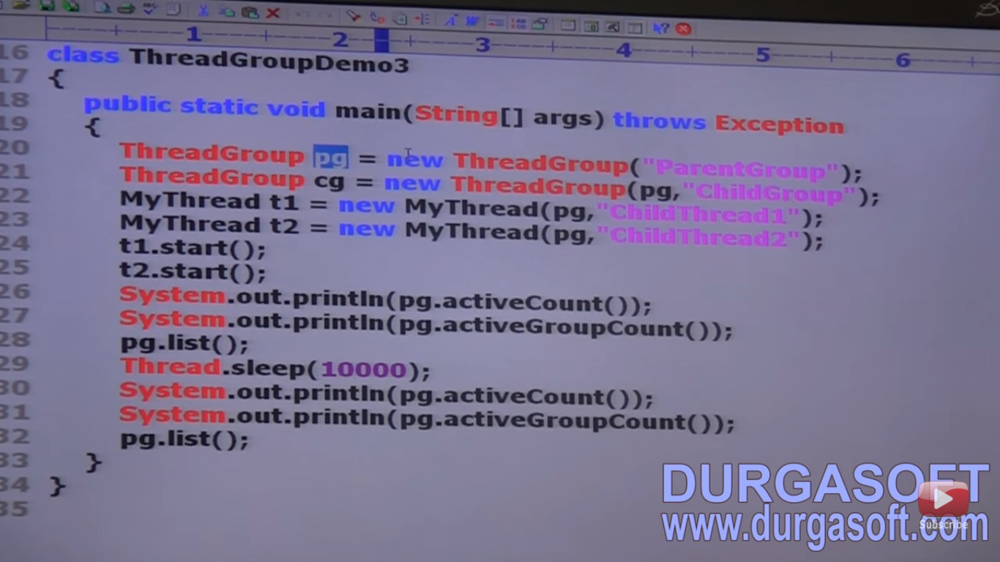 1 2 3 4 5 6
16 class ThreadGroupDemo3
17 {
18 public static void main(String[] args) throws Exception
19 {
20 ThreadGroup pg = new ThreadGroup("ParentGroup");
21 ThreadGroup cg = new ThreadGroup(pg,"ChildGroup");
22 MyThread t1 = new MyThread(pg,"ChildThread1");
23 MyThread t2 = new MyThread(pg,"ChildThread2");
24 t1.start();
25 t2.start();
26 System.out.println(pg.activeCount());
27 System.out.println(pg.activeGroupCount());
28 pg.list();
29 Thread.sleep(10000);
30 System.out.println(pg.activeCount());
31 System.out.println(pg.activeGroupCount());
32 pg.list();
33 }
34 }
35
DURGASOFT
www.durgasoft.com
Subscribe